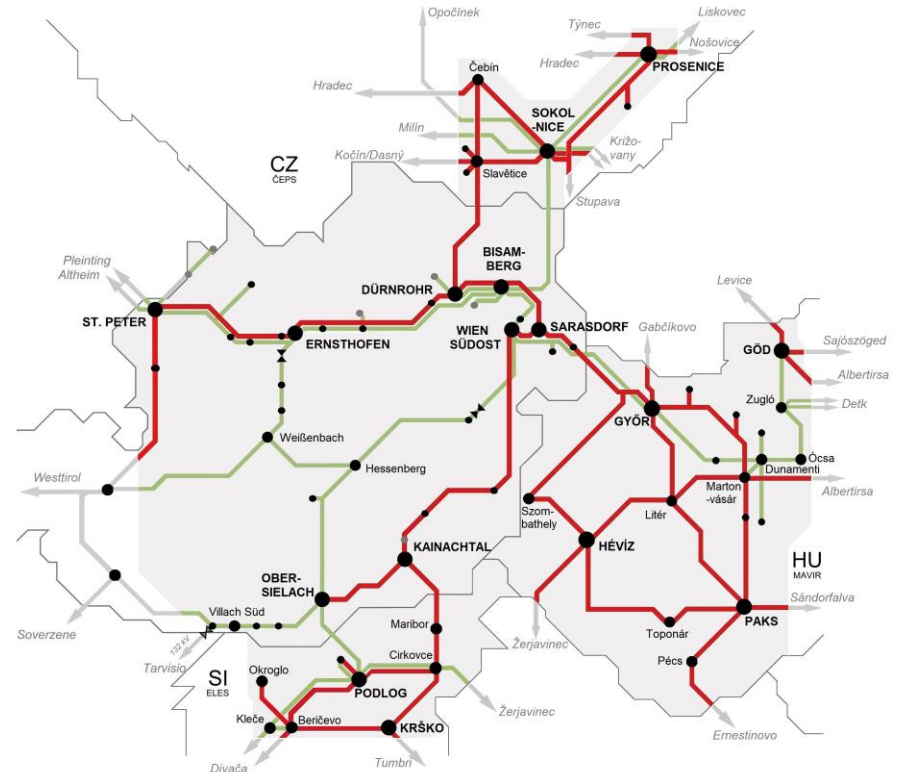 Opočínek
Týnec
Liskovec
Hradec
Nošovice
PROSENICE
Čebín
Hradec
SOKOL
-NICE
Milín
Križo-
vany
Kočín/Dasný
CZ
ČEPS
Slavětice
Stupava
Pleinting
Altheim
BISAM-
BERG
DÜRNROHR
Levice
ST. PETER
ERNSTHOFEN
WIEN
SÜDOST
SARASDORF
Gabčíkovo
GÖD
Sajószöged
Albertirsa
Zugló
Detk
GYŐR
Weißenbach
Hessenberg
Ócsa
Dunamenti
Westtirol
Marton
-vásár
Albertirsa
Szom-
bathely
Litér
KAINACHTAL
HÉVÍZ
HU
MAVIR
OBER-
SIELACH
Villach Süd
Maribor
Toponár
PAKS
Sándorfalva
Soverzene
132 kV
Tarvisio
Žerjavinec
SI
ELES
Okroglo
Cirkovce
Pécs
PODLOG
Žerjavinec
Kleče
Beričevo
KRŠKO
Ernestinovo
Divača
Tumbri